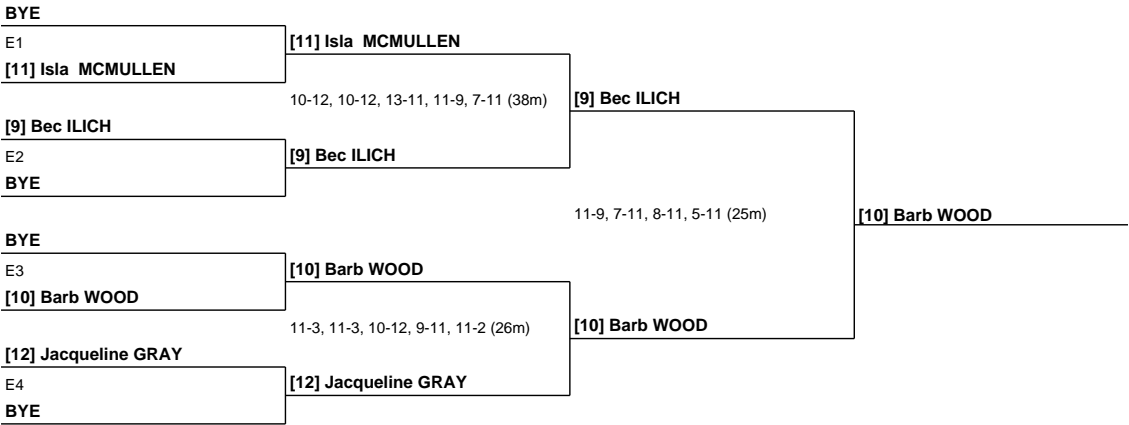 BYE
E1
[11] Isla  MCMULLEN
[11] Isla  MCMULLEN
10-12, 10-12, 13-11, 11-9, 7-11 (38m)
[9] Bec ILICH
[9] Bec ILICH
E2
[9] Bec ILICH
BYE
11-9, 7-11, 8-11, 5-11 (25m)
[10] Barb WOOD
BYE
E3
[10] Barb WOOD
[10] Barb WOOD
11-3, 11-3, 10-12, 9-11, 11-2 (26m)
[10] Barb WOOD
[12] Jacqueline GRAY
E4
[12] Jacqueline GRAY
BYE